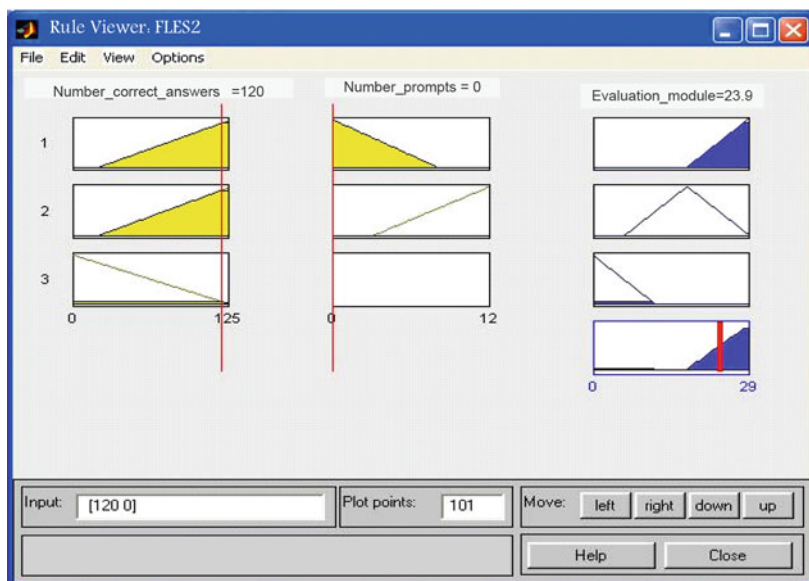 Rule Viewer: FLES2
File Edit View Options
Number_correct_answers =120
Number_prompts = 0
Evaluation_module=23.9
1
2
3
0 125
0 12
0 29
Input: [120 0]
Plot points: 101
Move: left right down up
Help Close